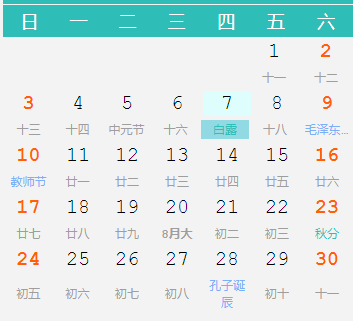 日 一 二 三 四 五 六
1 2
十一 十二
3 4 5 6 7 8 9
十三 十四 中元节 十六 白露 十八 毛泽东...
10 11 12 13 14 15 16
教师节 廿一 廿二 廿三 廿四 廿五 廿六
17 18 19 20 21 22 23
廿七 廿八 廿九 8月大 初二 初三 秋分
24 25 26 27 28 29 30
初五 初六 初七 初八 孔子诞 初十 十一
辰